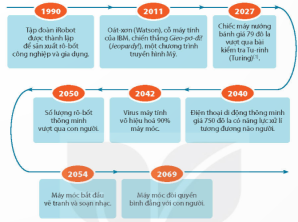 1990
Tập đoàn iRobot
được thành lập
để sản xuất rô-bốt
công nghiệp và gia dụng.
2011
Oát-xen (Watson), cỗ máy tính
của IBM, chiến thắng Gieo-pơ-đi
(Jeopardy!), một chương trình
truyền hình Mỹ.
2027
Chiếc máy nướng
bánh giá 79 đô la
vượt qua bài
kiểm tra Tu-rinh
(Turing)
2050
Số lượng rô-bốt
thông minh
vượt qua con người.
2042
Virus máy tính
vô hiệu hoá 90%
máy móc.
2040
Điện thoại di động thông minh
giá 750 đô la có năng lực xử lí
tương đương não người.
2054
Máy móc bắt đầu
vẽ tranh và soạn nhạc.
2069
Máy móc đòi quyền
bình đẳng với con người.